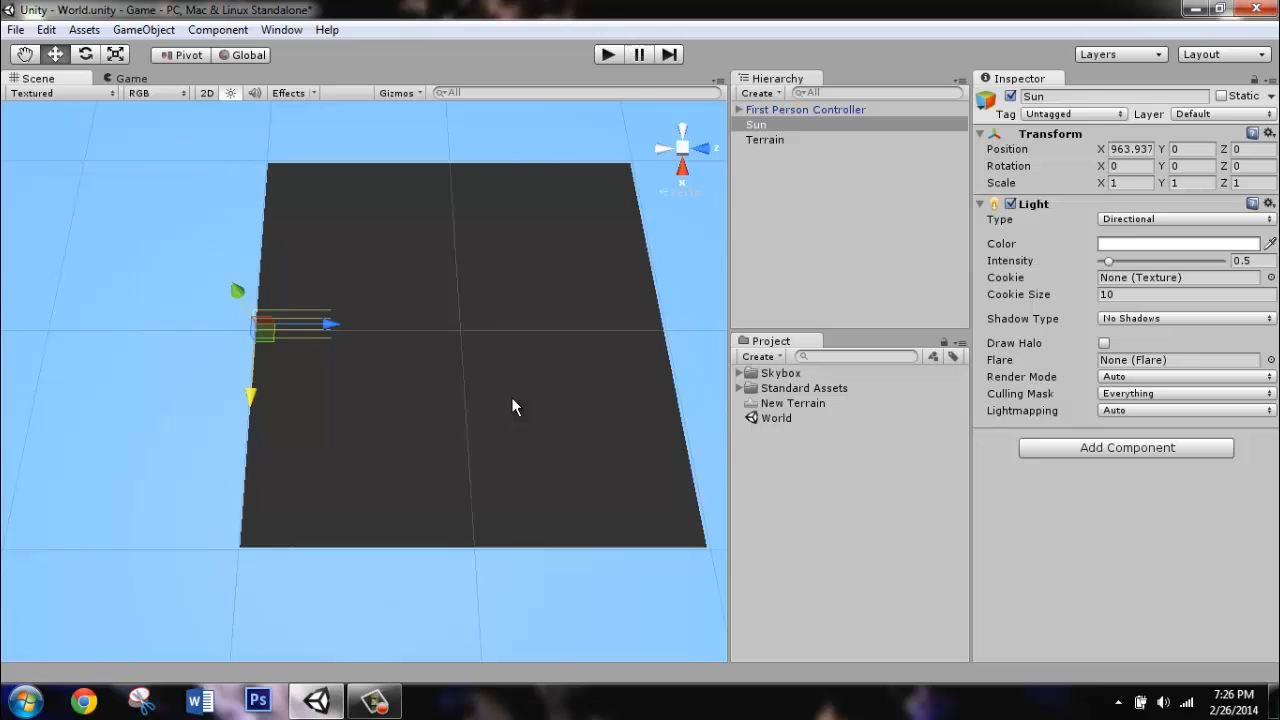 Unity - World.unity - Game - PC, Mac & Linux Standalone*
File Edit Assets GameObject Component Window Help
Pivot Global Layers Layout
Scene Game
Textured RGB 2D Effects Gizmos All
z
x
Hierarchy
Create All
First Person Controller
Sun
Terrain
Project
Create
Skybox
Standard Assets
New Terrain
World
Inspector
Sun Static
Tag Untagged Layer Default
Transform
Position X 963.937 Y 0 Z 0
Rotation X 0 Y 0 Z 0
Scale X 1 Y 1 Z 1
Light
Type Directional
Color
Intensity 0.5
Cookie None (Texture)
Cookie Size 10
Shadow Type No Shadows
Draw Halo
Flare None (Flare)
Render Mode Auto
Culling Mask Everything
Lightmapping Auto
Add Component
W Ps
7:26 PM
2/26/2014